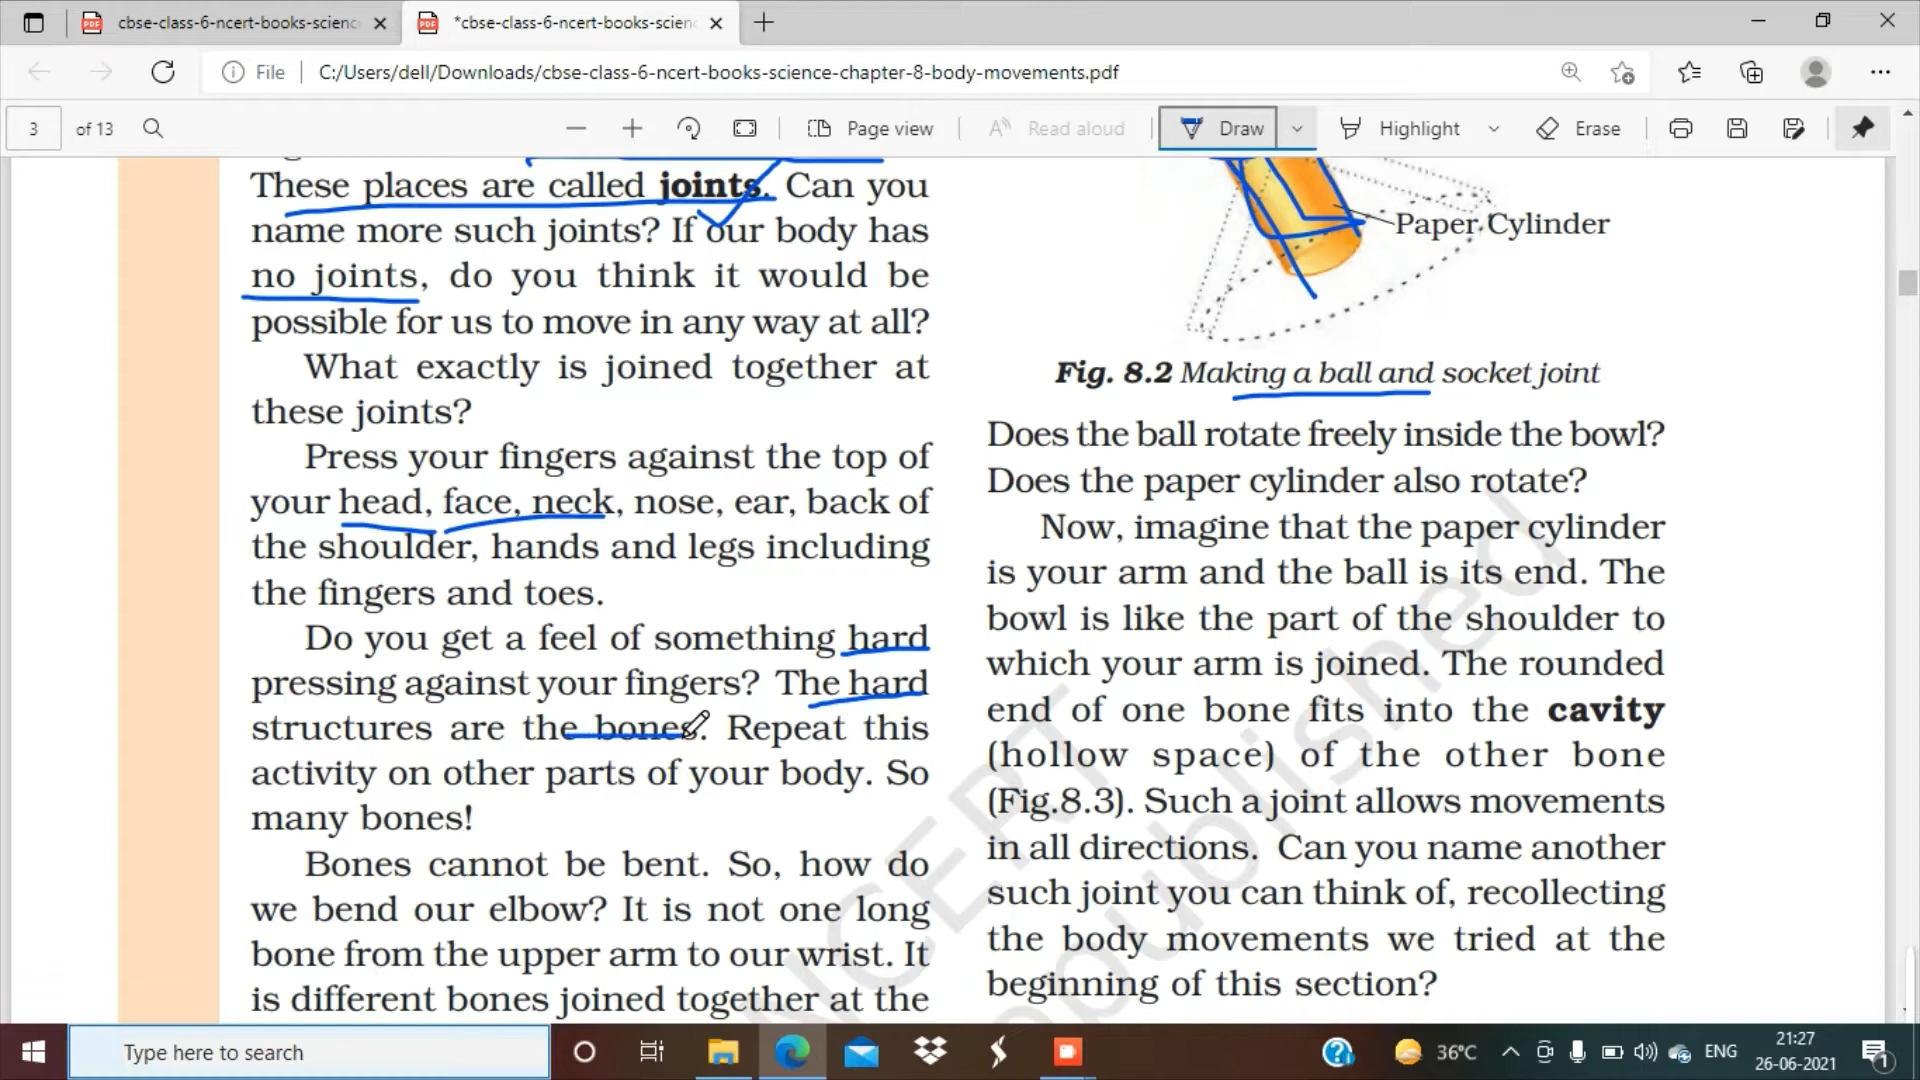 cbse-class-6-ncert-books-science
*cbse-class-6-ncert-books-scien
File
C:/Users/dell/Downloads/cbse-class-6-ncert-books-science-chapter-8-body-movements.pdf
3 of 13
Page view
Read aloud
Draw
Highlight
Erase
These places are called joints. Can you
name more such joints? If our body has
no joints, do you think it would be
possible for us to move in any way at all?
What exactly is joined together at
these joints?
Press your fingers against the top of
your head, face, neck, nose, ear, back of
the shoulder, hands and legs including
the fingers and toes.
Do you get a feel of something hard
pressing against your fingers? The hard
structures are the bones. Repeat this
activity on other parts of your body. So
many bones!
Bones cannot be bent. So, how do
we bend our elbow? It is not one long
bone from the upper arm to our wrist. It
is different bones joined together at the
Paper Cylinder
Fig. 8.2 Making a ball and socket joint
Does the ball rotate freely inside the bowl?
Does the paper cylinder also rotate?
Now, imagine that the paper cylinder
is your arm and the ball is its end. The
bowl is like the part of the shoulder to
which your arm is joined. The rounded
end of one bone fits into the cavity
(hollow space) of the other bone
(Fig.8.3). Such a joint allows movements
in all directions. Can you name another
such joint you can think of, recollecting
the body movements we tried at the
beginning of this section?
NCERT
republished
Type here to search
36°C
ENG
21:27
26-06-2021
1